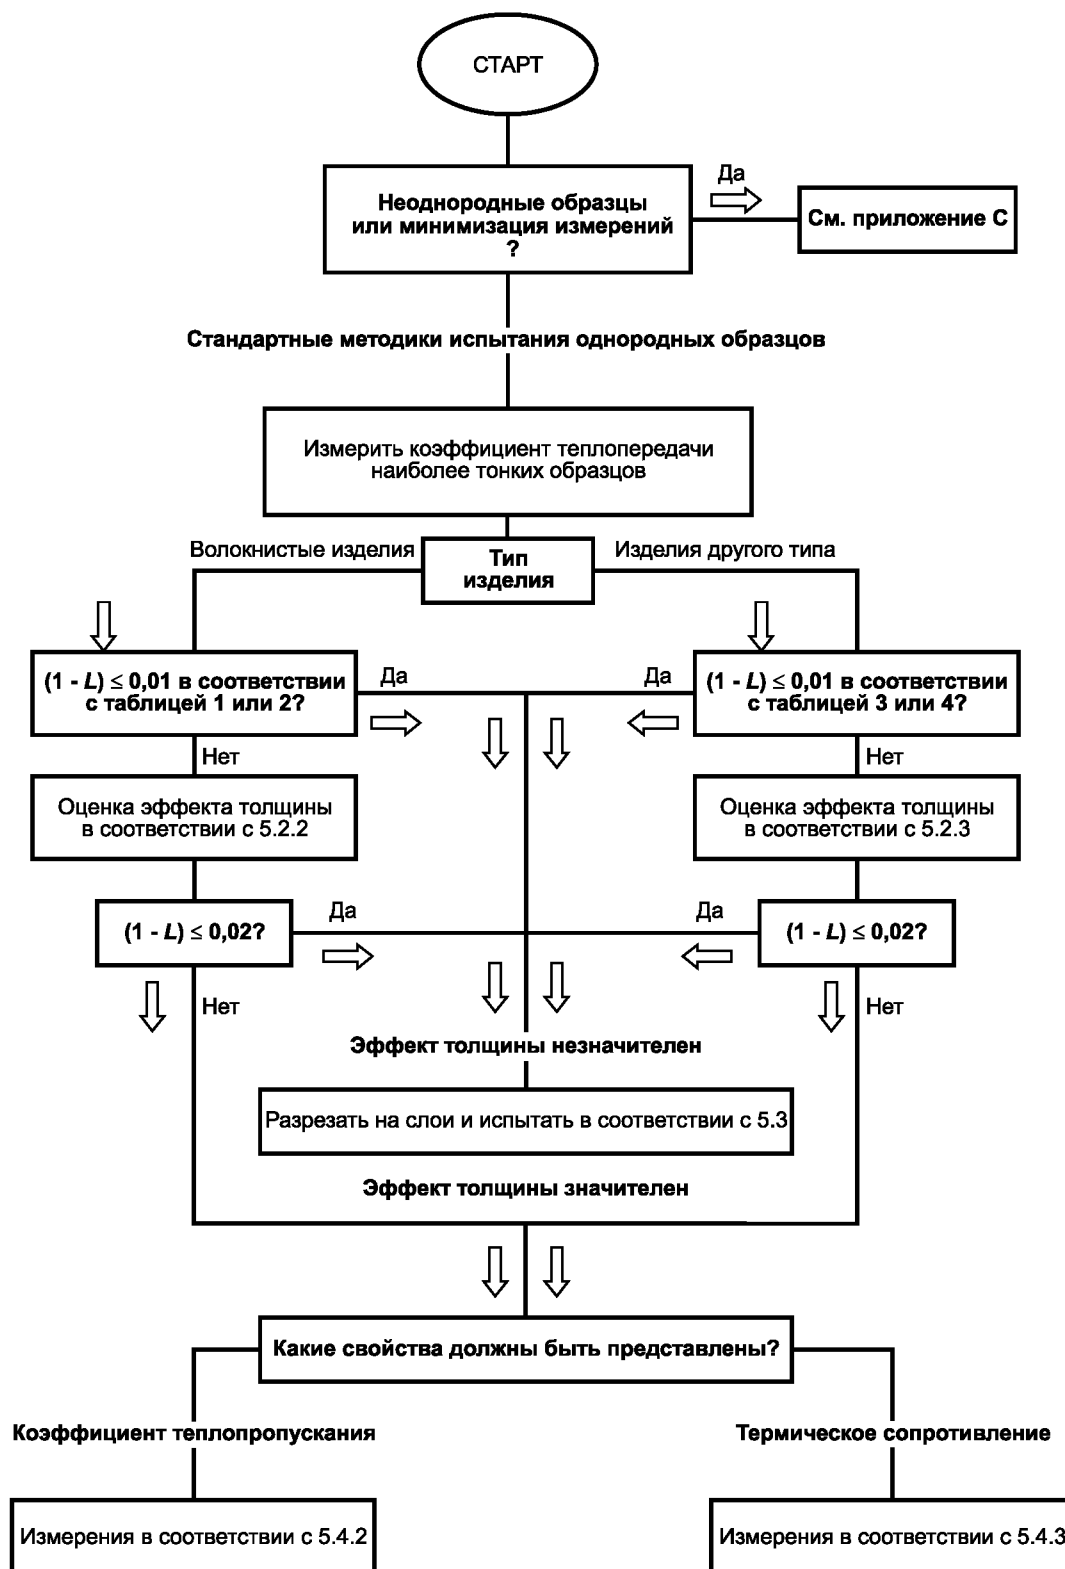 СТАРТ
Неоднородные образцы
или минимизация измерений
?
Да
См. приложение С
Стандартные методики испытания однородных образцов
Измерить коэффициент теплопередачи
наиболее тонких образцов
Волокнистые изделия
Тип
изделия
Изделия другого типа
(1 - L) ≤ 0,01 в соответствии
с таблицей 1 или 2?
Да
Да
(1 - L) ≤ 0,01 в соответствии
с таблицей 3 или 4?
Нет
Нет
Оценка эффекта толщины
в соответствии с 5.2.2
Оценка эффекта толщины
в соответствии с 5.2.3
(1 - L) ≤ 0,02?
Да
Да
(1 - L) ≤ 0,02?
Нет
Нет
Эффект толщины незначителен
Разрезать на слои и испытать в соответствии с 5.3
Эффект толщины значителен
Какие свойства должны быть представлены?
Коэффициент теплопропускания
Термическое сопротивление
Измерения в соответствии с 5.4.2
Измерения в соответствии с 5.4.3